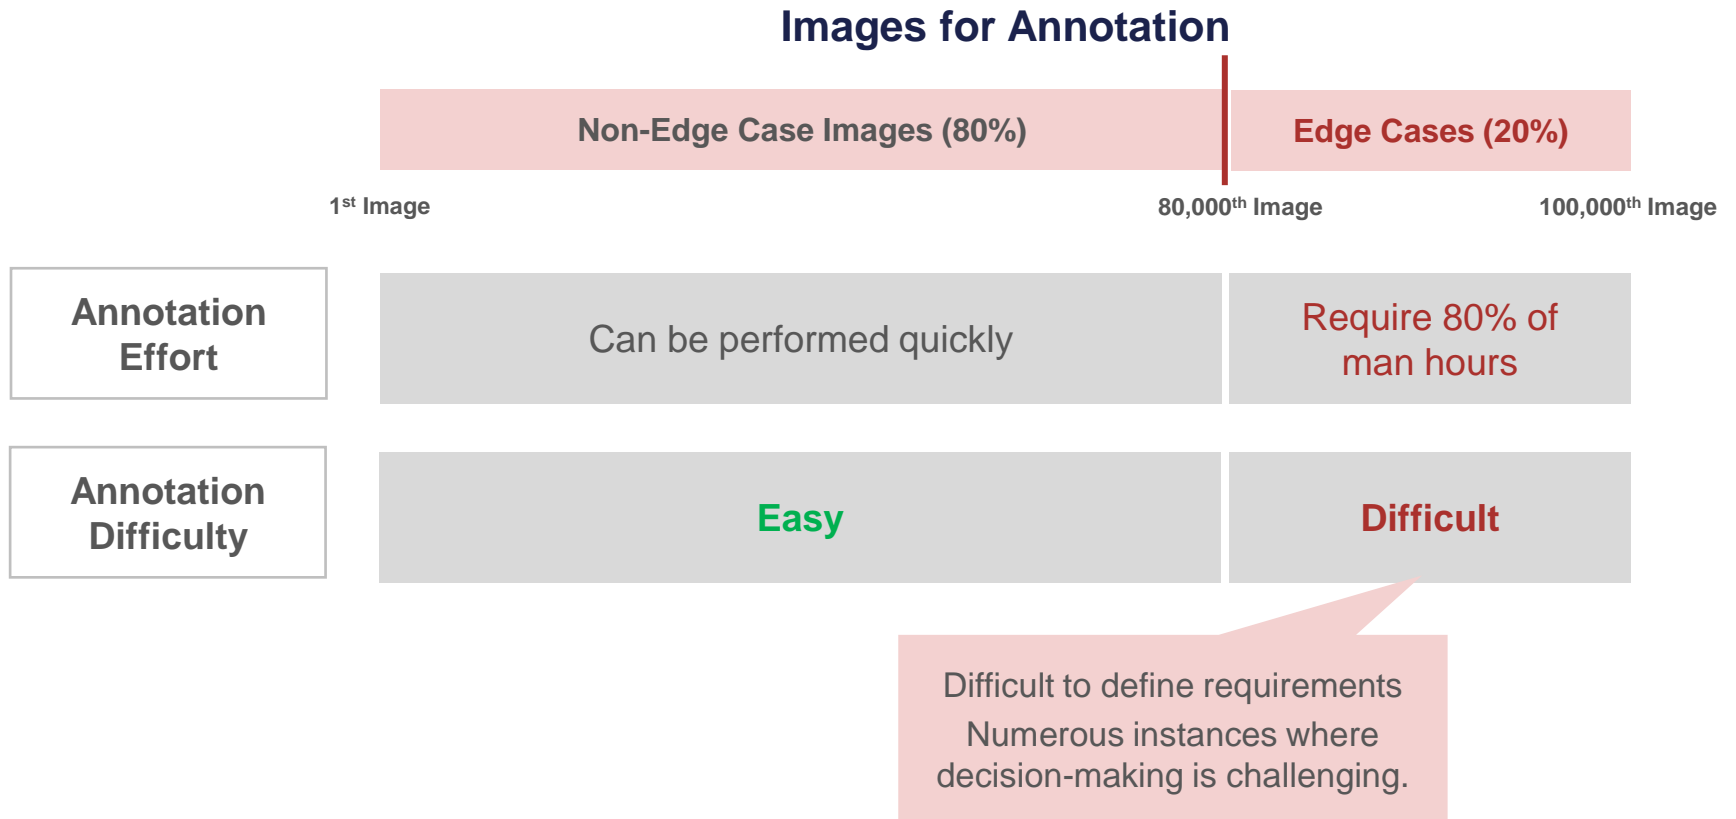 Images for Annotation
Non-Edge Case Images (80%)
Edge Cases (20%)
1st Image
80,000th Image
100,000th Image
Annotation
Effort
Can be performed quickly
Require 80% of
man hours
Annotation
Difficulty
Easy
Difficult
Difficult to define requirements
Numerous instances where
decision-making is challenging.